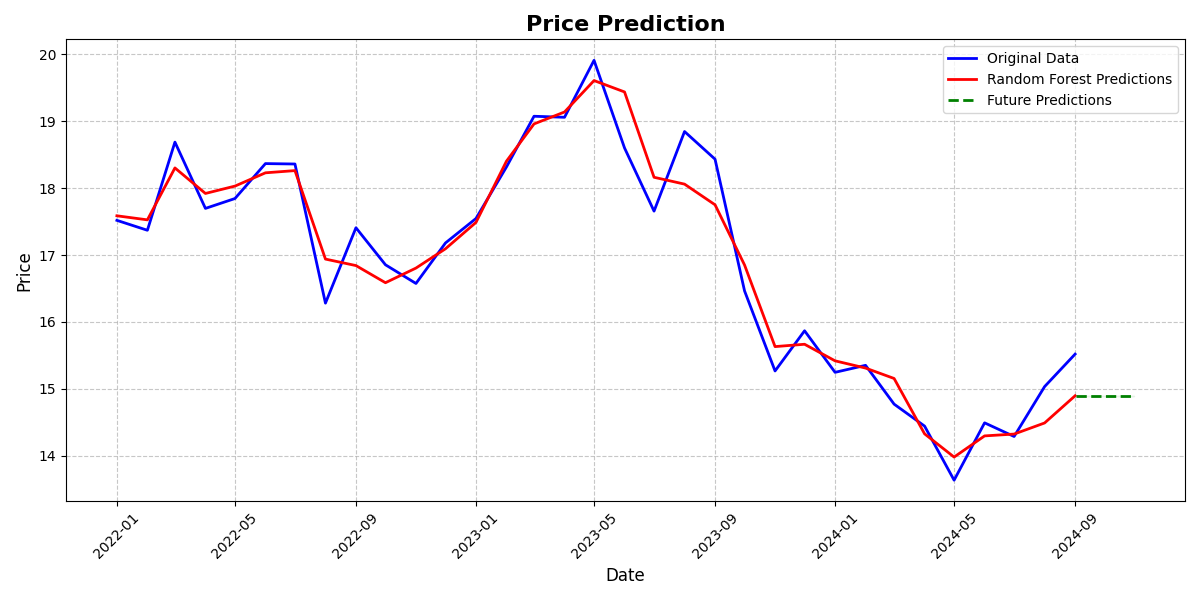 Price Prediction
Original Data
Random Forest Predictions
Future Predictions
Price
20
19
18
17
16
15
14
2022-01
2022-05
2022-09
2023-01
2023-05
2023-09
2024-01
2024-05
2024-09
Date